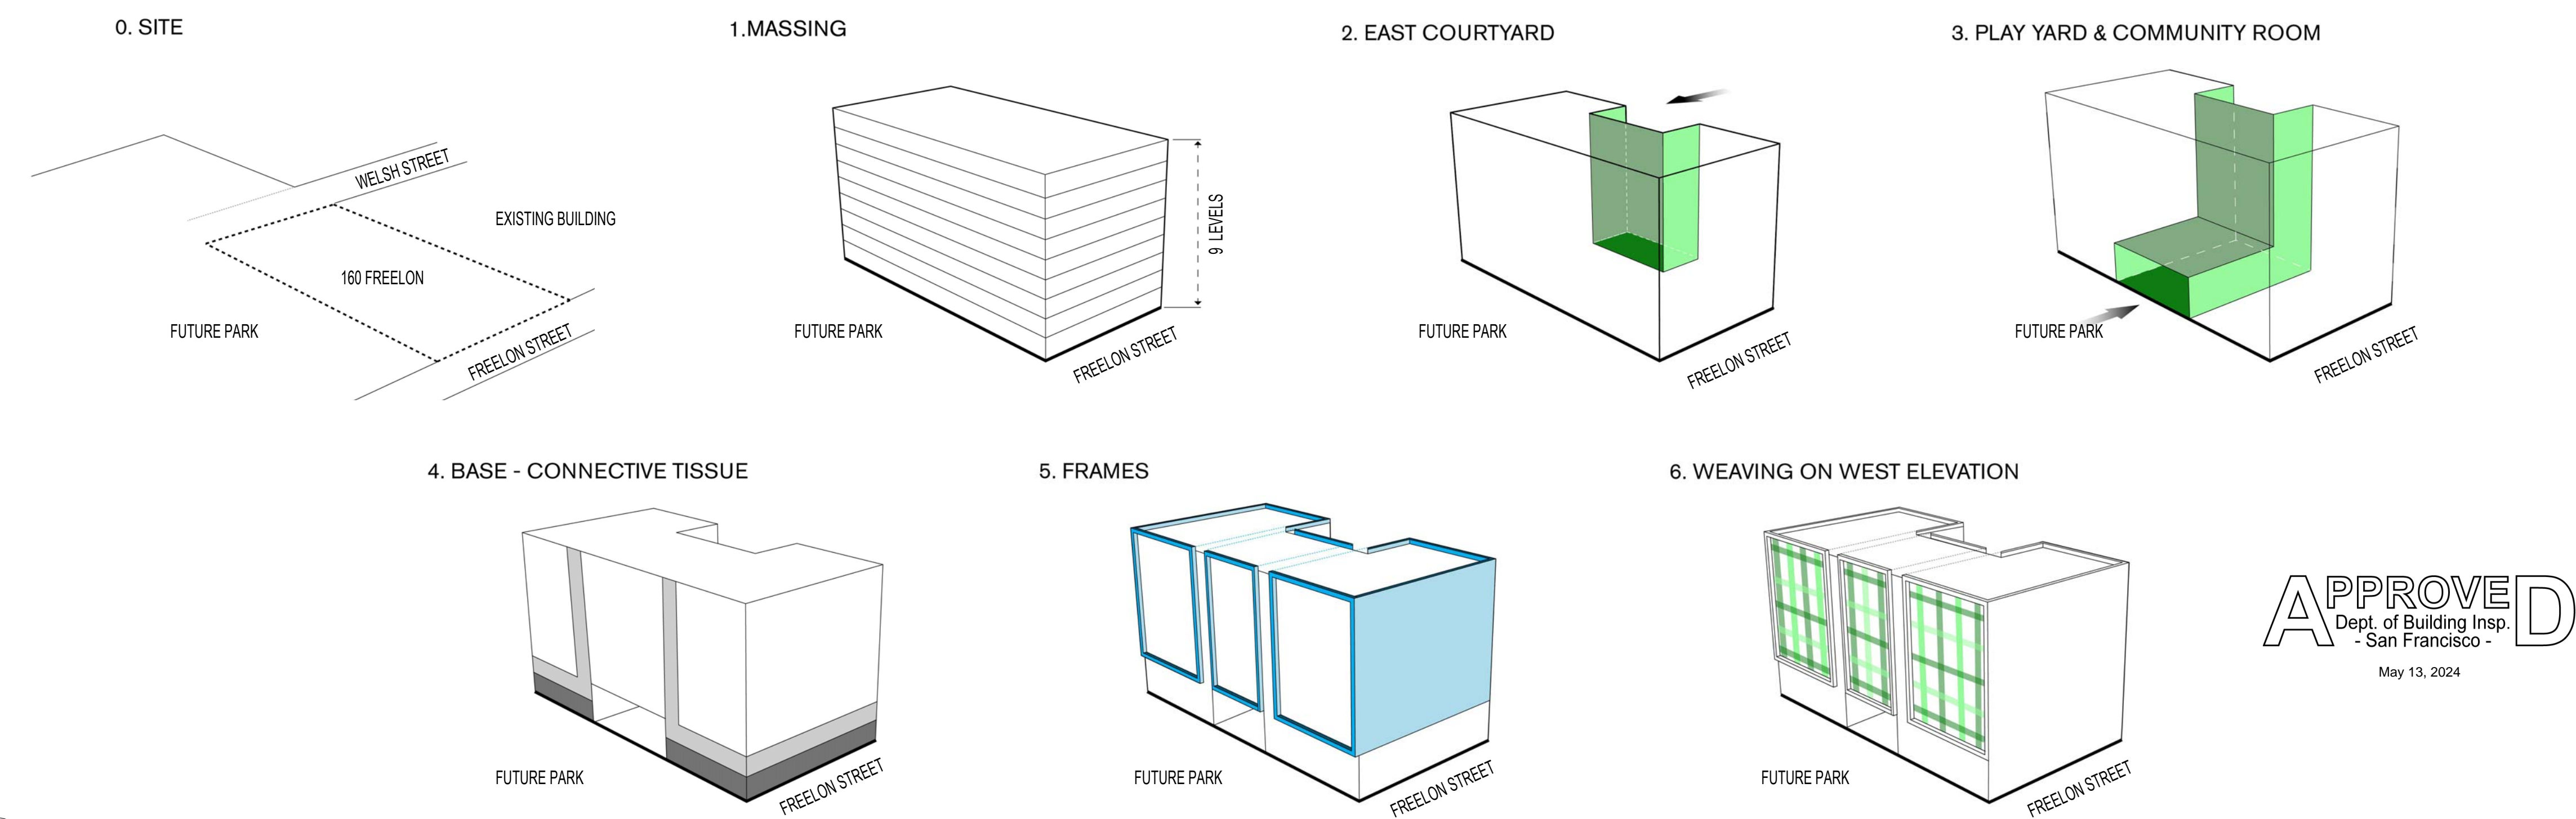 0. SITE
WELSH STREET
EXISTING BUILDING
160 FREELON
FUTURE PARK
FREELON STREET
1.MASSING
9 LEVELS
FUTURE PARK
FREELON STREET
2. EAST COURTYARD
FUTURE PARK
FREELON STREET
3. PLAY YARD & COMMUNITY ROOM
FUTURE PARK
FREELON STREET
4. BASE - CONNECTIVE TISSUE
FUTURE PARK
FREELON STREET
5. FRAMES
FUTURE PARK
FREELON STREET
6. WEAVING ON WEST ELEVATION
FUTURE PARK
FREELON STREET
APPROVED
Dept. of Building Insp.
- San Francisco -
May 13, 2024